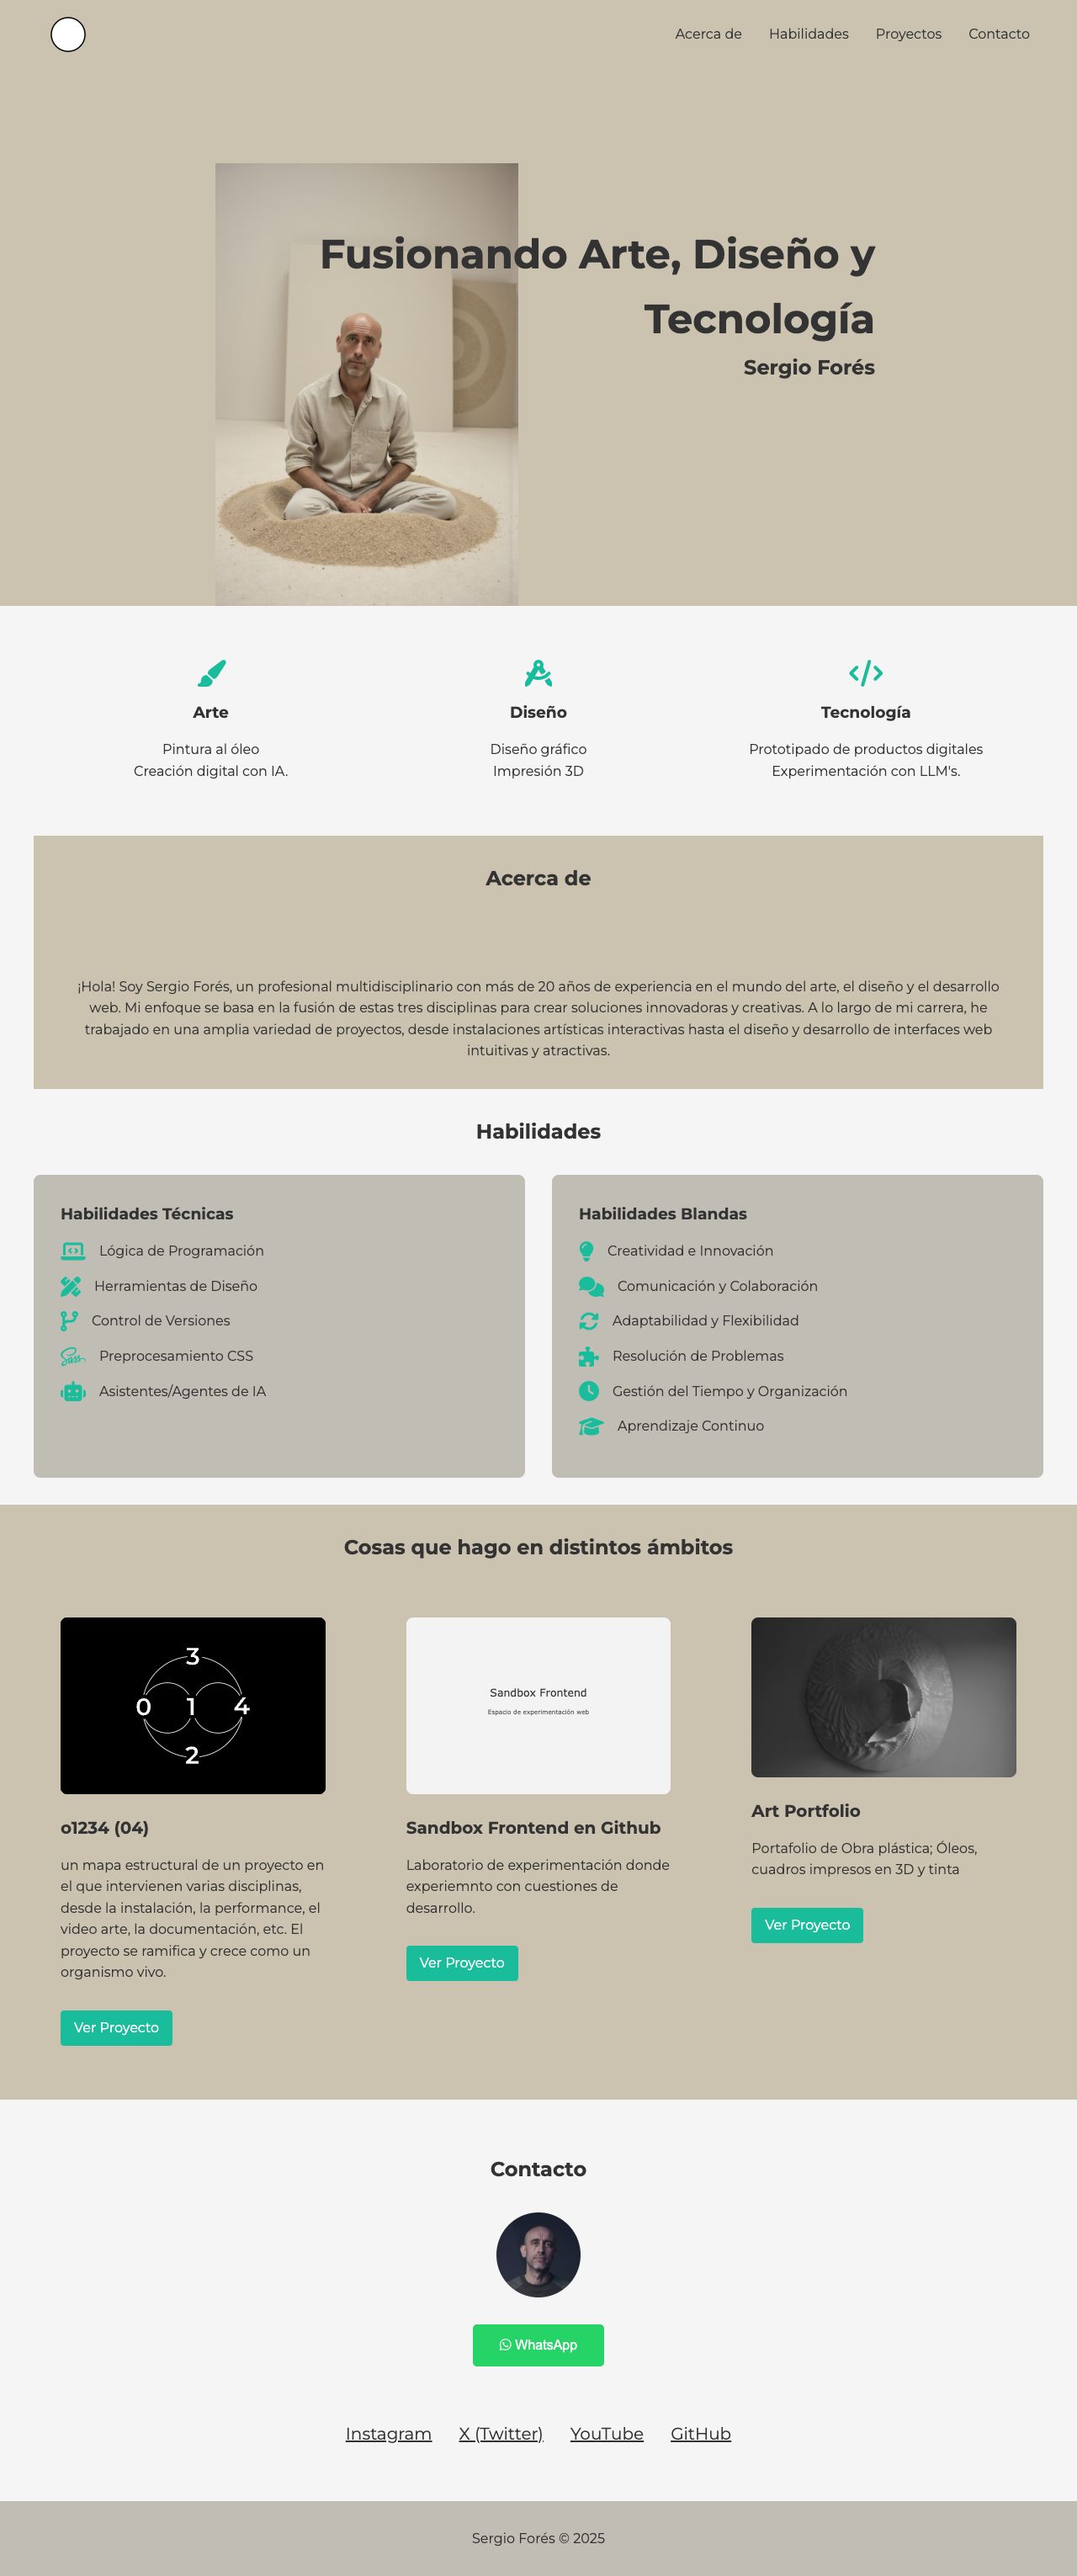 Acerca de
Habilidades
Proyectos
Contacto
Fusionando Arte, Diseño y
Tecnología
Sergio Forés
Arte
Pintura al óleo
Creación digital con IA.
Diseño
Diseño gráfico
Impresión 3D
Tecnología
Prototipado de productos digitales
Experimentación con LLM's.
Acerca de
¡Hola! Soy Sergio Forés, un profesional multidisciplinario con más de 20 años de experiencia en el mundo del arte, el diseño y el desarrollo
web. Mi enfoque se basa en la fusión de estas tres disciplinas para crear soluciones innovadoras y creativas. A lo largo de mi carrera, he
trabajado en una amplia variedad de proyectos, desde instalaciones artísticas interactivas hasta el diseño y desarrollo de interfaces web
intuitivas y atractivas.
Habilidades
Habilidades Técnicas
Lógica de Programación
Herramientas de Diseño
Control de Versiones
Sass
Preprocesamiento CSS
Asistentes/Agentes de IA
Habilidades Blandas
Creatividad e Innovación
Comunicación y Colaboración
Adaptabilidad y Flexibilidad
Resolución de Problemas
Gestión del Tiempo y Organización
Aprendizaje Continuo
Cosas que hago en distintos ámbitos
3
0 1 4
2
o1234 (04)
un mapa estructural de un proyecto en
el que intervienen varias disciplinas,
desde la instalación, la performance, el
video arte, la documentación, etc. El
proyecto se ramifica y crece como un
organismo vivo.
Ver Proyecto
Sandbox Frontend
Espacio de experimentación web
Sandbox Frontend en Github
Laboratorio de experimentación donde
experiemnto con cuestiones de
desarrollo.
Ver Proyecto
Art Portfolio
Portafolio de Obra plástica; Óleos,
cuadros impresos en 3D y tinta
Ver Proyecto
Contacto
WhatsApp
Instagram
X (Twitter)
YouTube
GitHub
Sergio Forés © 2025